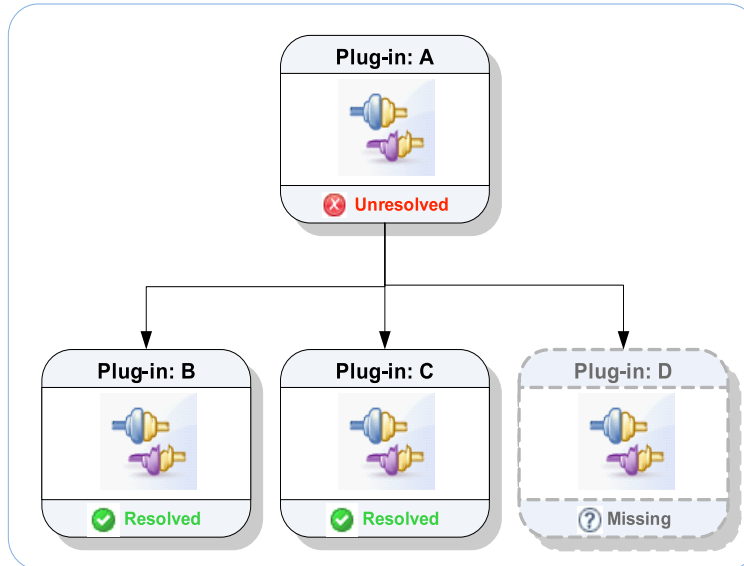 Plug-in: A
Unresolved
Plug-in: B
Plug-in: C
Plug-in: D
Resolved
Resolved
Missing